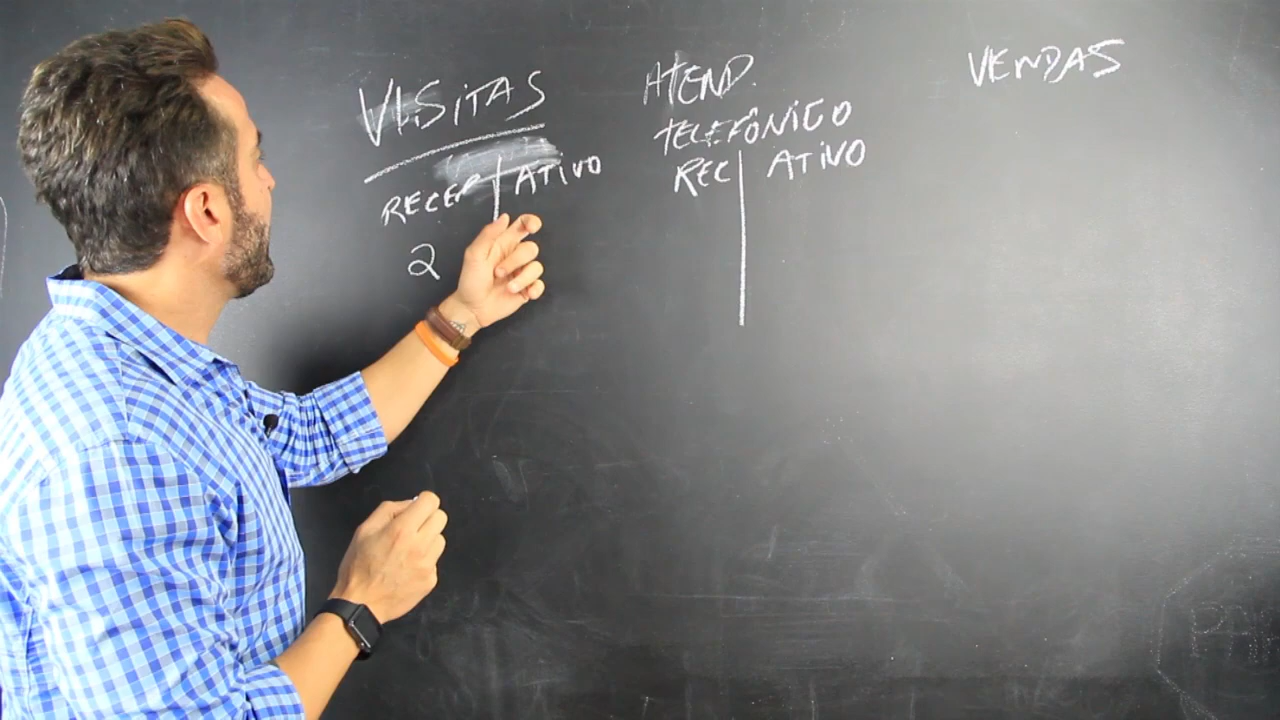 VISITAS
RECEP ATIVO
2
ATEND.
TELEFÔNICO
REC ATIVO
VENDAS